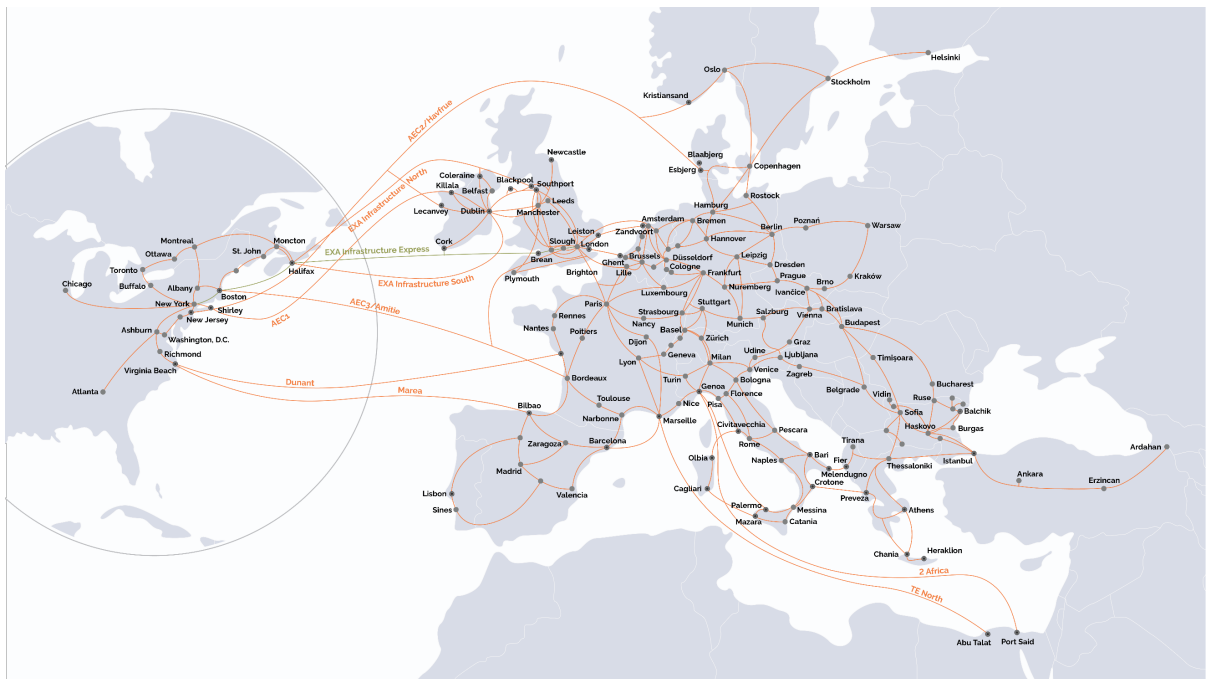 Helsinki
Oslo
Stockholm
Kristiansand
AEC2/Havfrue
Newcastle
Blaabjerg
Esbjerg
Copenhagen
Coleraine
Killala
Belfast
Blackpool
Southport
Leeds
Rostock
EXA Infrastructure North
Lecanvey
Dublin
Manchester
Hamburg
Amsterdam
Bremen
Poznań
Warsaw
Leiston
Zandvoort
Berlin
Montreal
Moncton
Cork
EXA Infrastructure Express
Slough
London
Hannover
Ottawa
St. John
Brean
Ghent
Brussels
Düsseldorf
Leipzig
Toronto
Halifax
Plymouth
Brighton
Lille
Cologne
Frankfurt
Dresden
Prague
Kraków
Chicago
Buffalo
Albany
Boston
EXA Infrastructure South
Luxembourg
Nuremberg
Ivančice
Brno
New York
Shirley
AEC3/Amitie
Paris
Stuttgart
New Jersey
AEC1
Rennes
Strasbourg
Munich
Salzburg
Vienna
Bratislava
Ashburn
Washington, D.C.
Nantes
Poitiers
Nancy
Basel
Zürich
Budapest
Richmond
Dijon
Geneva
Milan
Udine
Graz
Ljubljana
Timișoara
Virginia Beach
Lyon
Venice
Zagreb
Dunant
Turin
Bologna
Belgrade
Bucharest
Atlanta
Marea
Bordeaux
Genoa
Florence
Vidin
Ruse
Bilbao
Toulouse
Nice
Pisa
Sofia
Balchik
Narbonne
Marseille
Civitavecchia
Pescara
Haskovo
Burgas
Zaragoza
Barcelona
Rome
Tirana
Ardahan
Madrid
Olbia
Naples
Bari
Fier
Thessaloniki
Istanbul
Melendugno
Ankara
Erzincan
Lisbon
Valencia
Cagliari
Crotone
Preveza
Sines
Palermo
Messina
Athens
Mazara
Catania
Chania
Heraklion
2 Africa
TE North
Abu Talat
Port Said